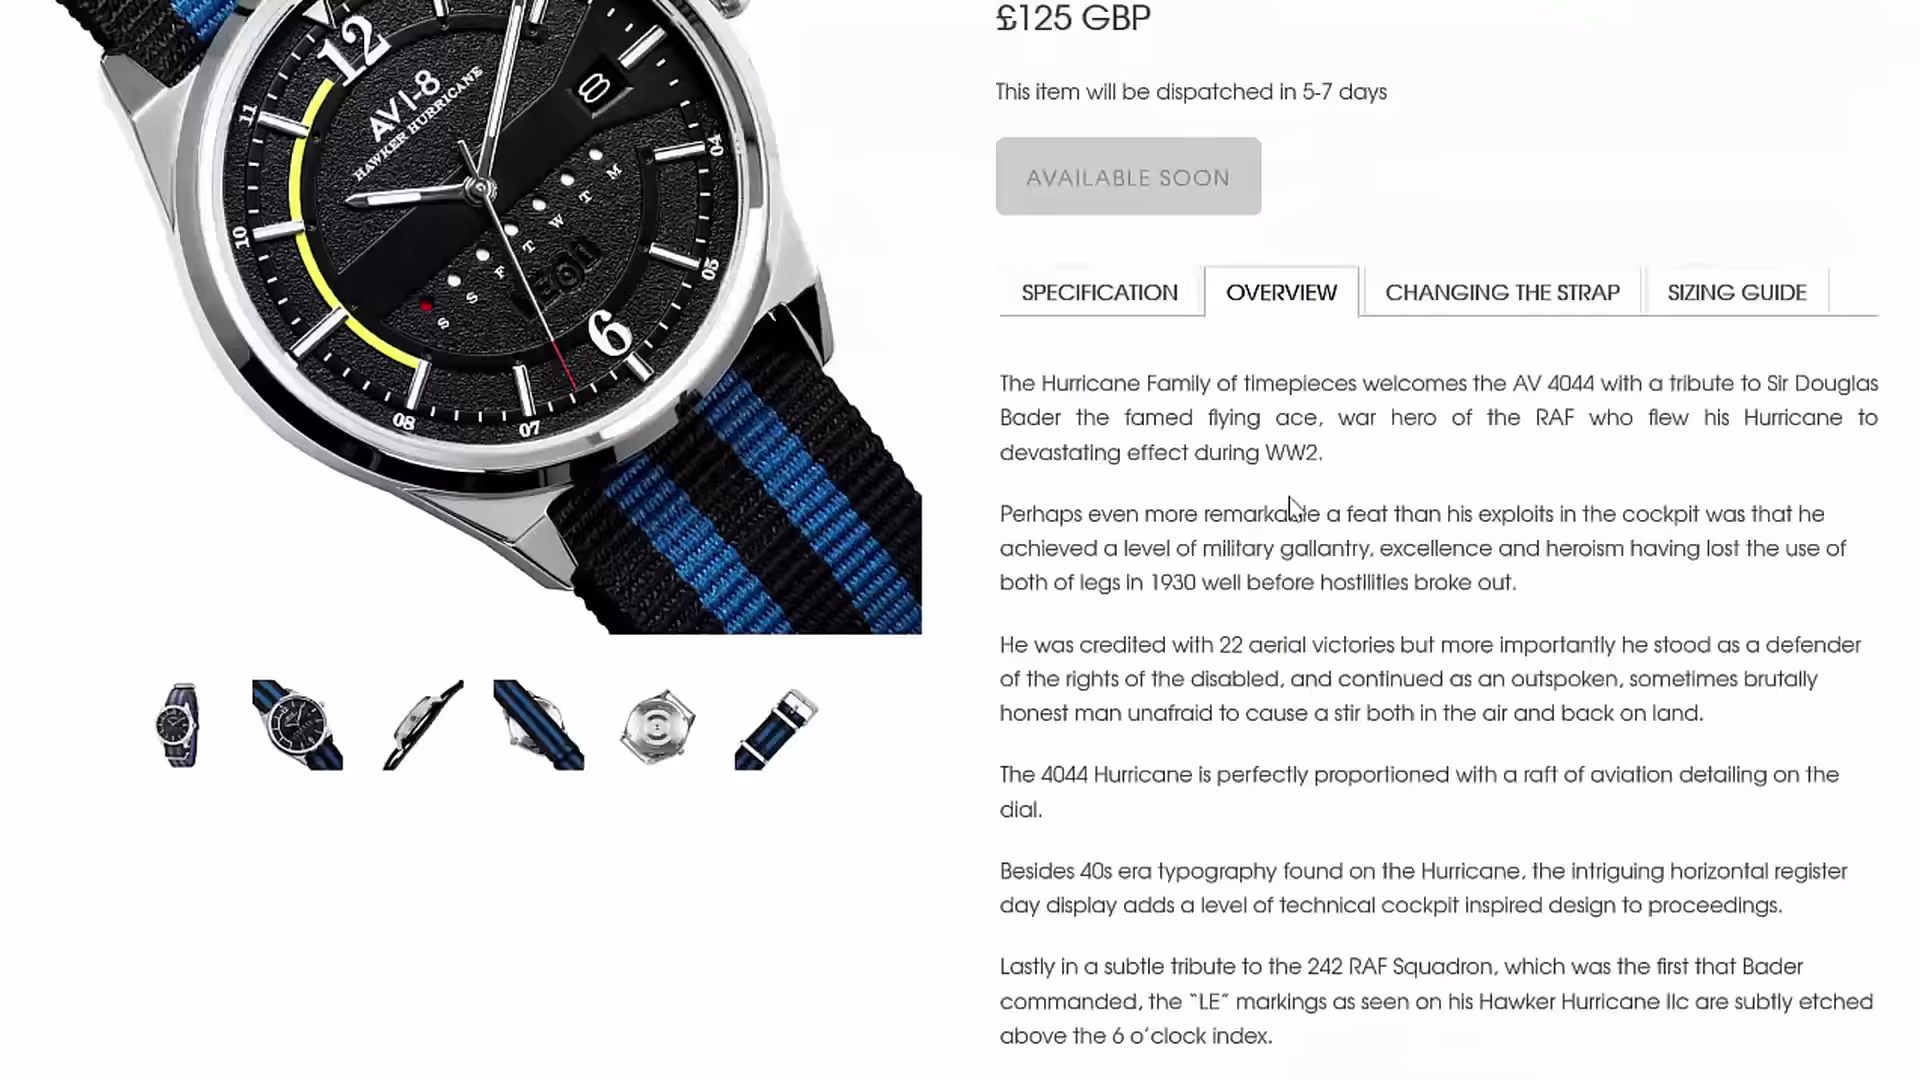 £125 GBP
This item will be dispatched in 5-7 days
AVAILABLE SOON
SPECIFICATION
OVERVIEW
CHANGING THE STRAP
SIZING GUIDE
The Hurricane Family of timepieces welcomes the AV 4044 with a tribute to Sir Douglas
Bader the famed flying ace, war hero of the RAF who flew his Hurricane to
devastating effect during WW2.
Perhaps even more remarkable a feat than his exploits in the cockpit was that he
achieved a level of military gallantry, excellence and heroism having lost the use of
both of legs in 1930 well before hostilities broke out.
He was credited with 22 aerial victories but more importantly he stood as a defender
of the rights of the disabled, and continued as an outspoken, sometimes brutally
honest man unafraid to cause a stir both in the air and back on land.
The 4044 Hurricane is perfectly proportioned with a raft of aviation detailing on the
dial.
Besides 40s era typography found on the Hurricane, the intriguing horizontal register
day display adds a level of technical cockpit inspired design to proceedings.
Lastly in a subtle tribute to the 242 RAF Squadron, which was the first that Bader
commanded, the “LE” markings as seen on his Hawker Hurricane IIc are subtly etched
above the 6 o’clock index.
12
AVI-8
HAWKER HURRICANE
8
11
04
M
T
W
T
F
S
S
10
05
6
08
07